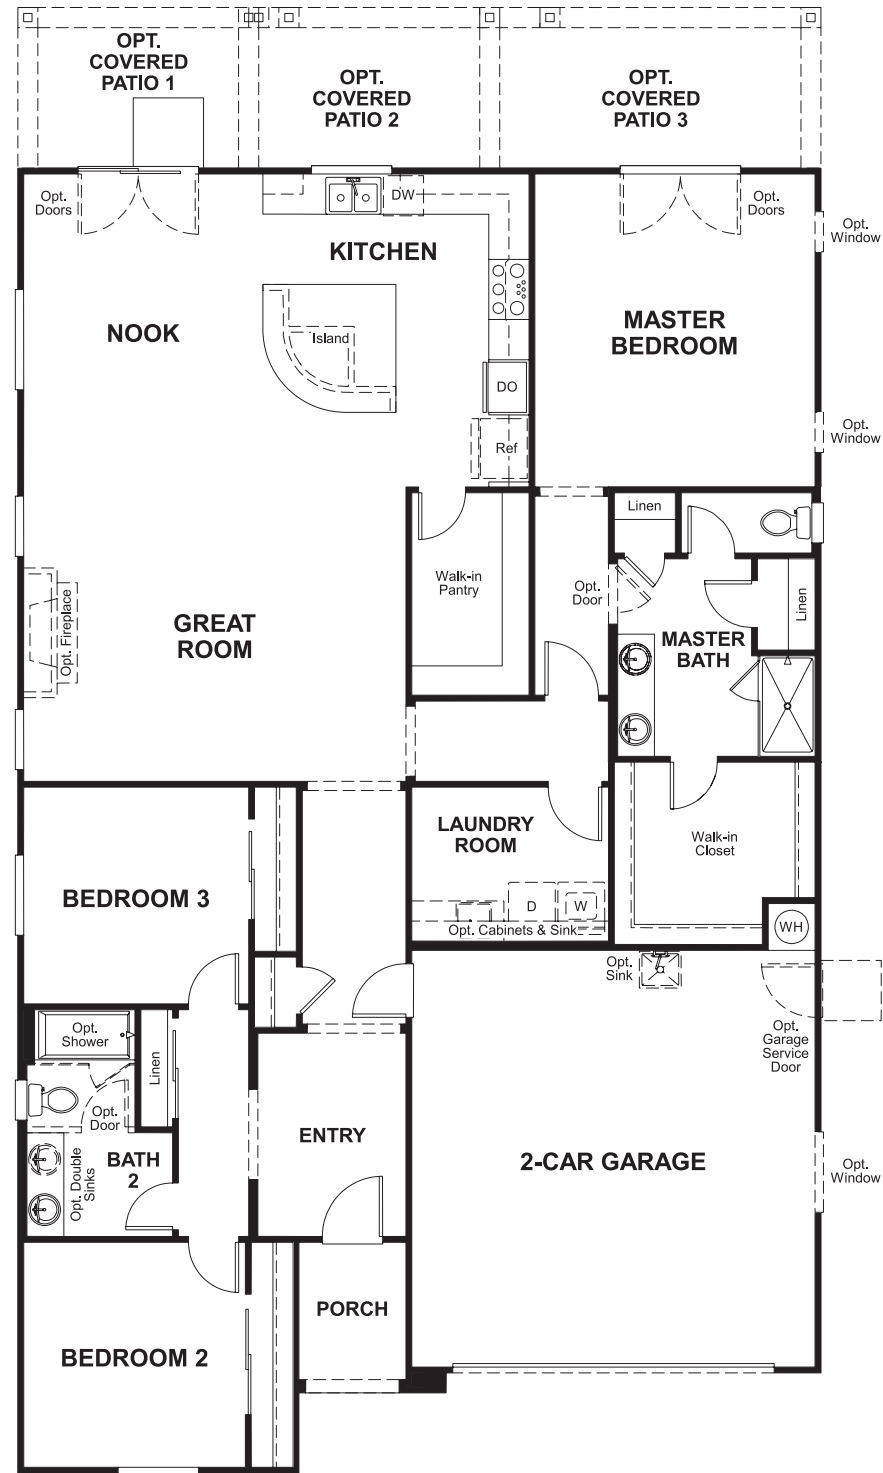 OPT.
COVERED
PATIO 1
OPT.
COVERED
PATIO 2
OPT.
COVERED
PATIO 3
Opt.
Doors
DW
Opt.
Doors
Opt.
Window
KITCHEN
NOOK
Island
MASTER
BEDROOM
DO
Ref
Opt.
Window
Linen
Walk-in
Pantry
Opt.
Door
Linen
Opt. Fireplace
GREAT
ROOM
MASTER
BATH
LAUNDRY
ROOM
Walk-in
Closet
BEDROOM 3
D
W
Opt. Cabinets & Sink
WH
Opt.
Sink
Opt.
Shower
Linen
Opt.
Garage
Service
Door
Opt.
Door
ENTRY
BATH
2
Opt. Double
Sinks
2-CAR GARAGE
Opt.
Window
PORCH
BEDROOM 2